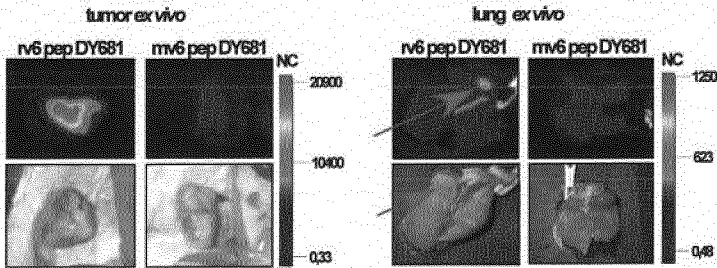 tumor ex vivo
rv6 pep DY681 mv6 pep DY681 NC
20900
10400
0,33
lung ex vivo
rv6 pep DY681 mv6 pep DY681 NC
1250
623
0,48